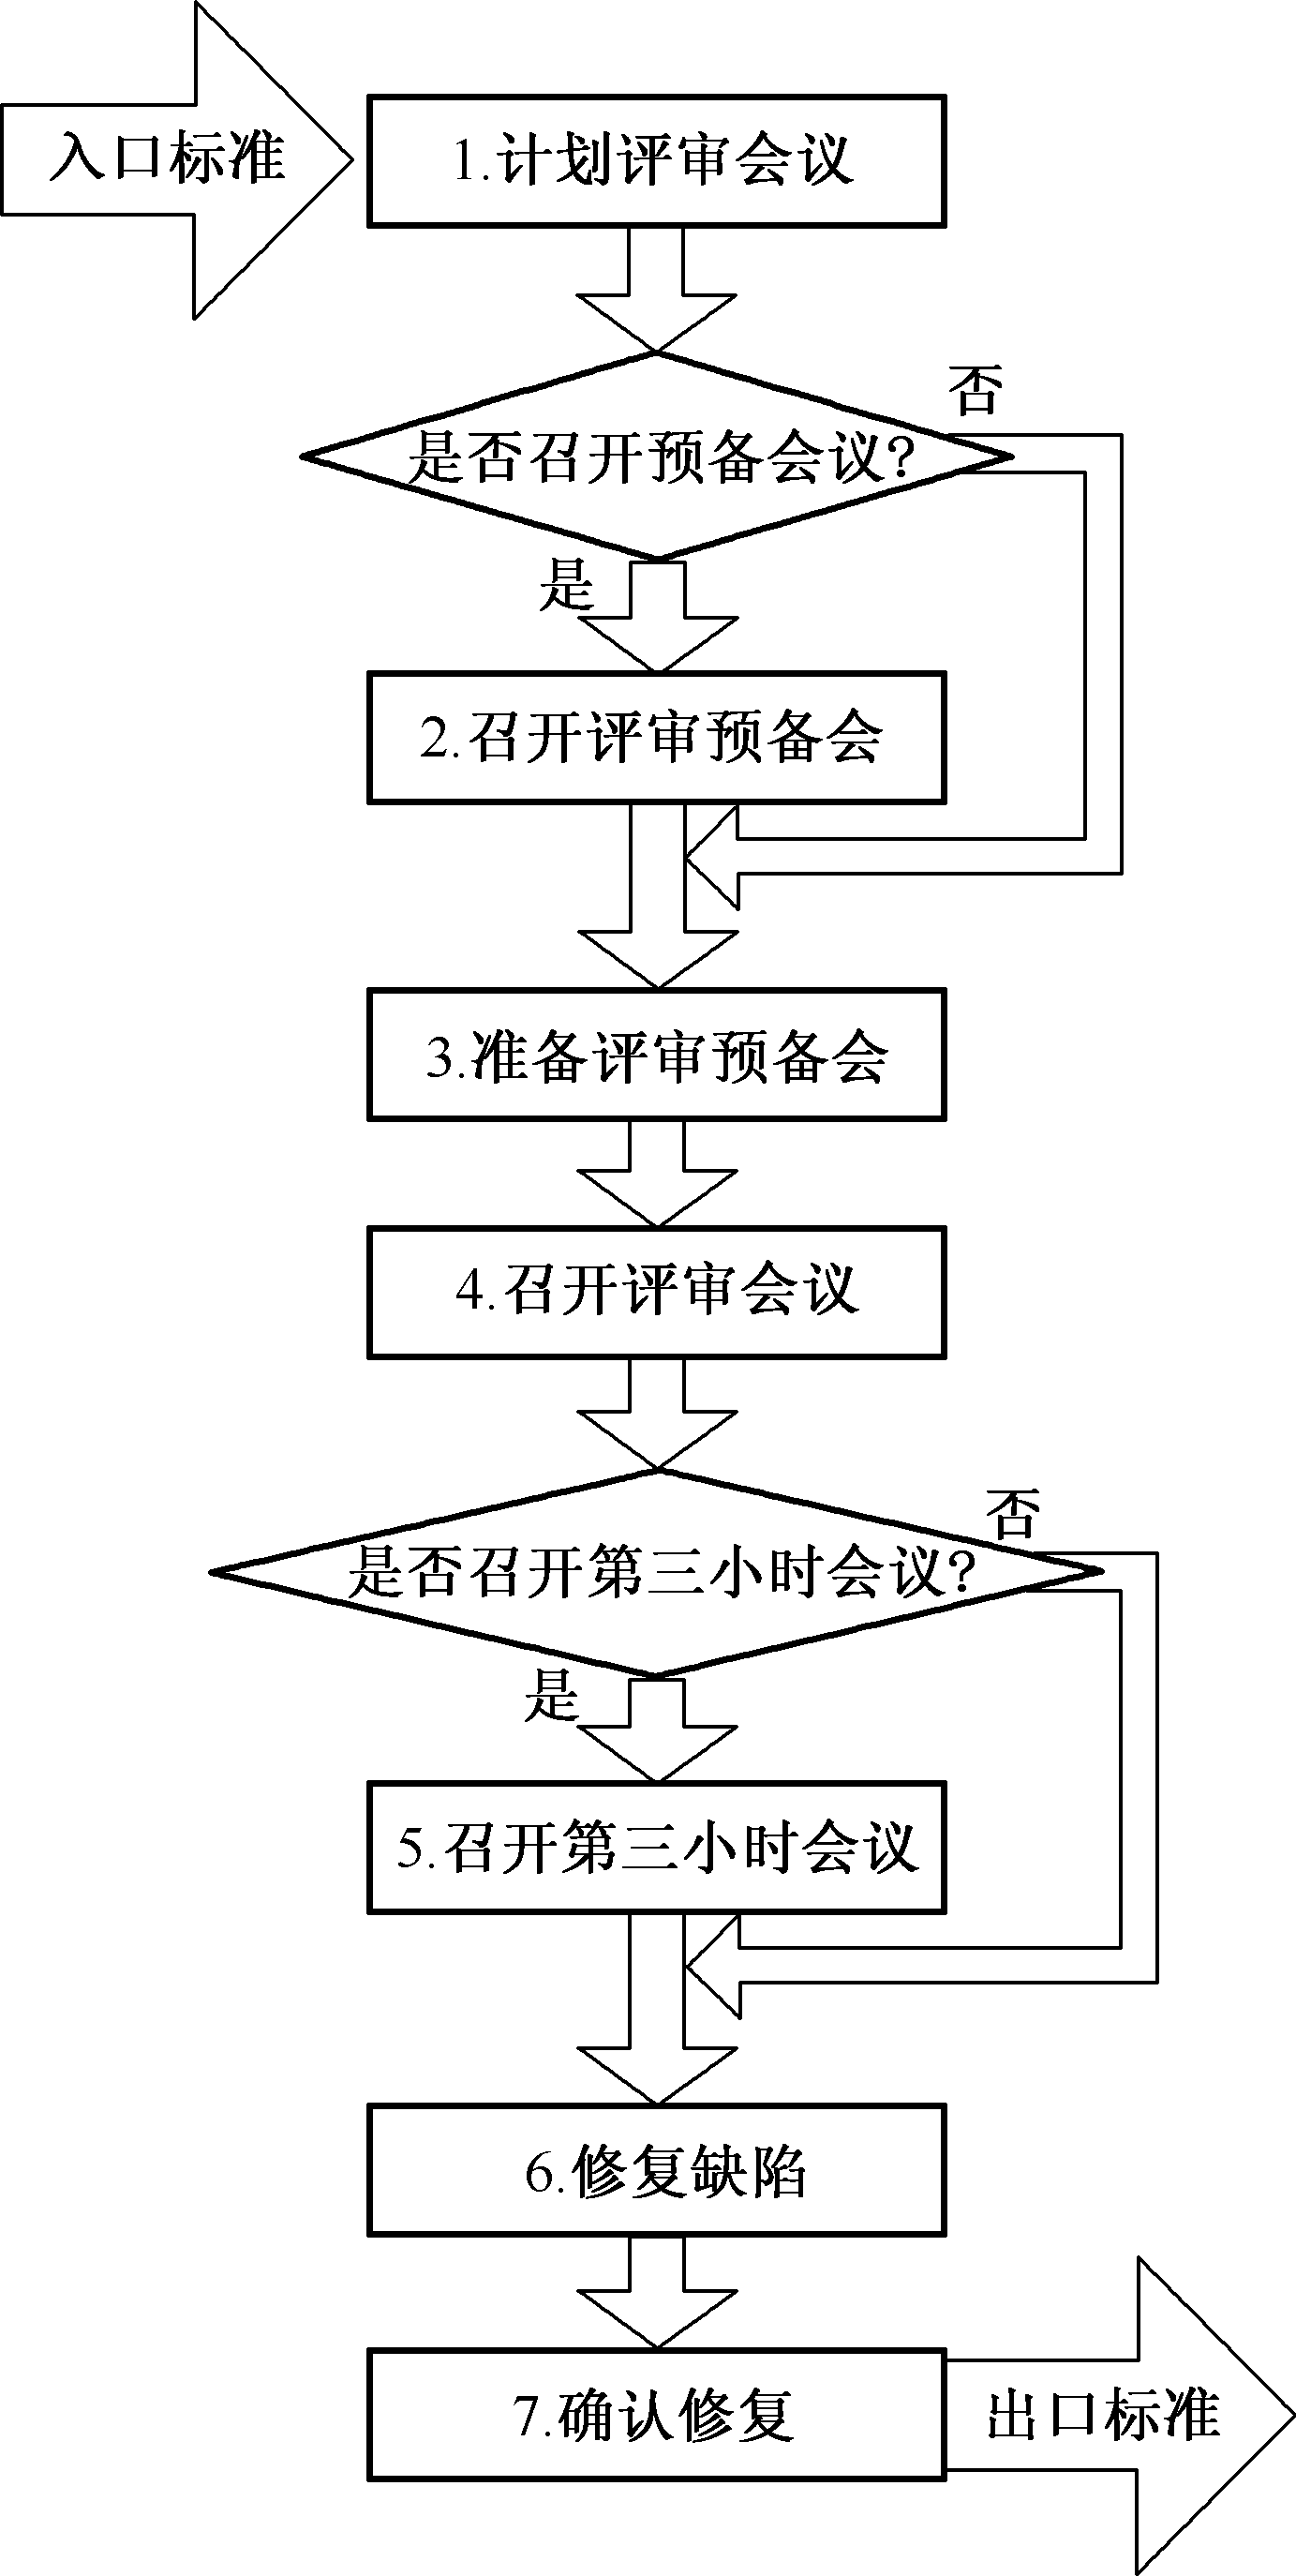 入口标准
1.计划评审会议
是否召开预备会议?
否
是
2.召开评审预备会
3.准备评审预备会
4.召开评审会议
是否召开第三小时会议?
否
是
5.召开第三小时会议
6.修复缺陷
7.确认修复
出口标准